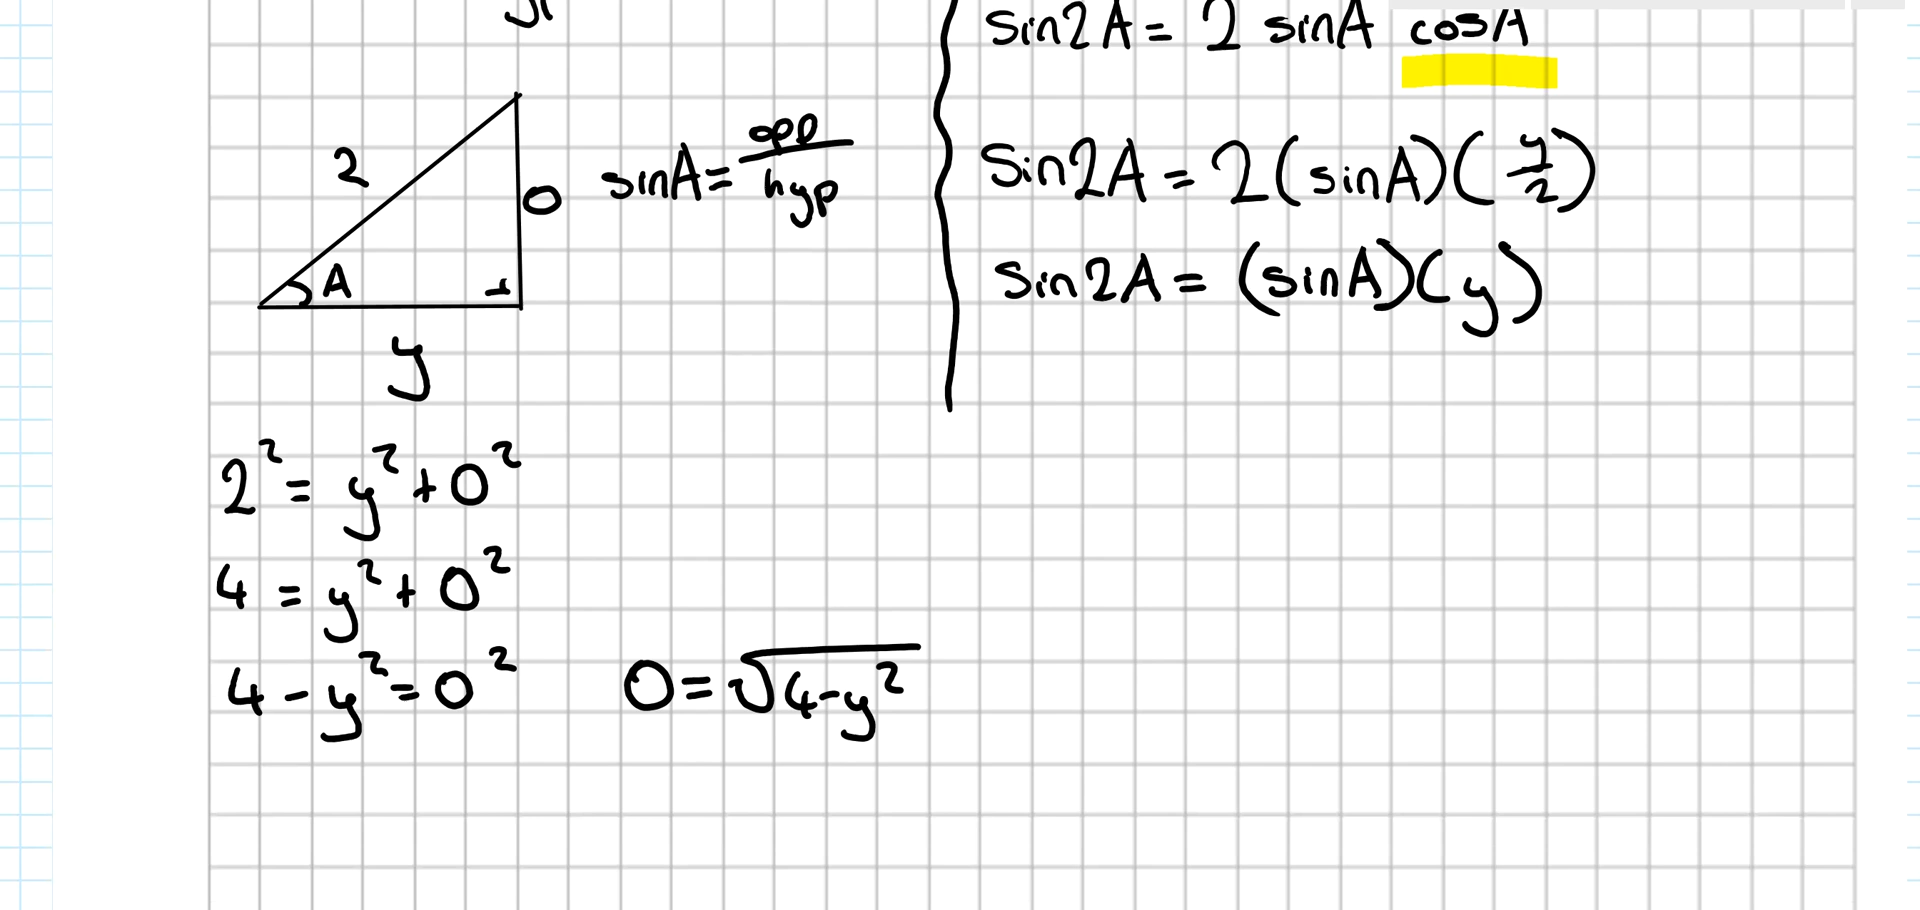 2
O
A
y
sinA = opp/hyp
2² = y² + O²
4 = y² + O²
4 - y² = O²
O = √4-y²
sin2A = 2 sinA cosA
Sin2A = 2(sinA)(y/2)
Sin2A = (sinA)(y)